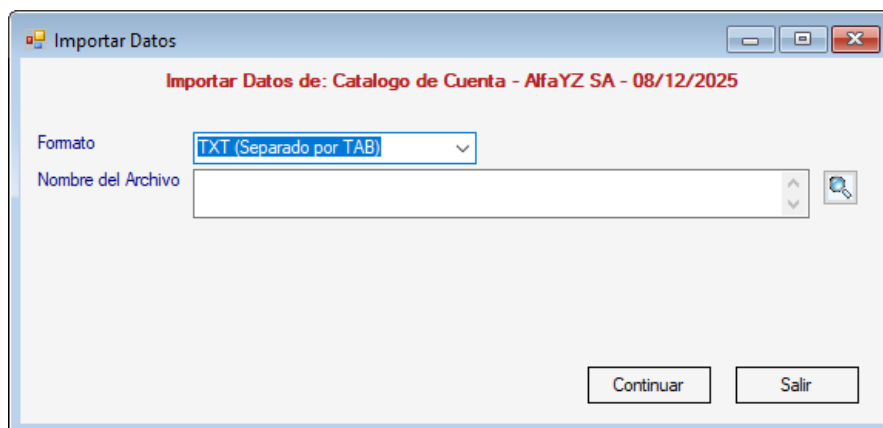 Importar Datos
Importar Datos de: Catalogo de Cuenta - AlfaYZ SA - 08/12/2025
Formato
TXT (Separado por TAB)
Nombre del Archivo
Continuar
Salir